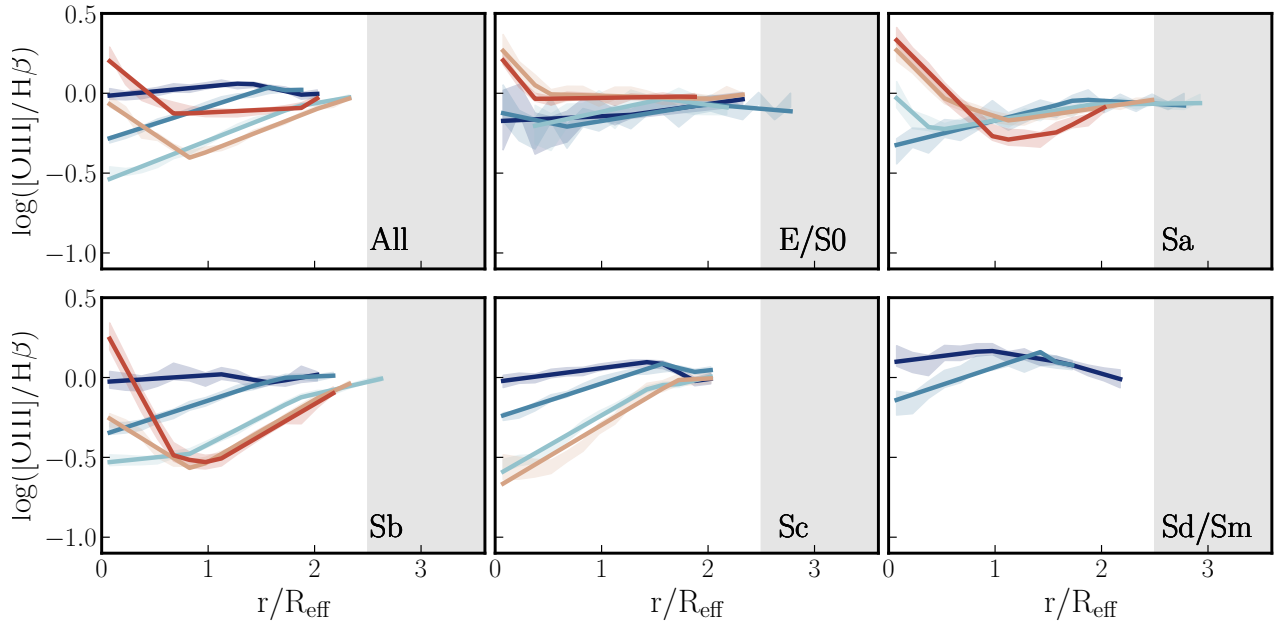 0.5
0.0
−0.5
−1.0
log([OIII]/Hβ)
All
E/S0
Sa
0.5
0.0
−0.5
−1.0
log([OIII]/Hβ)
Sb
Sc
Sd/Sm
0 1 2 3 0 1 2 3 0 1 2 3
r/Reff r/Reff r/Reff